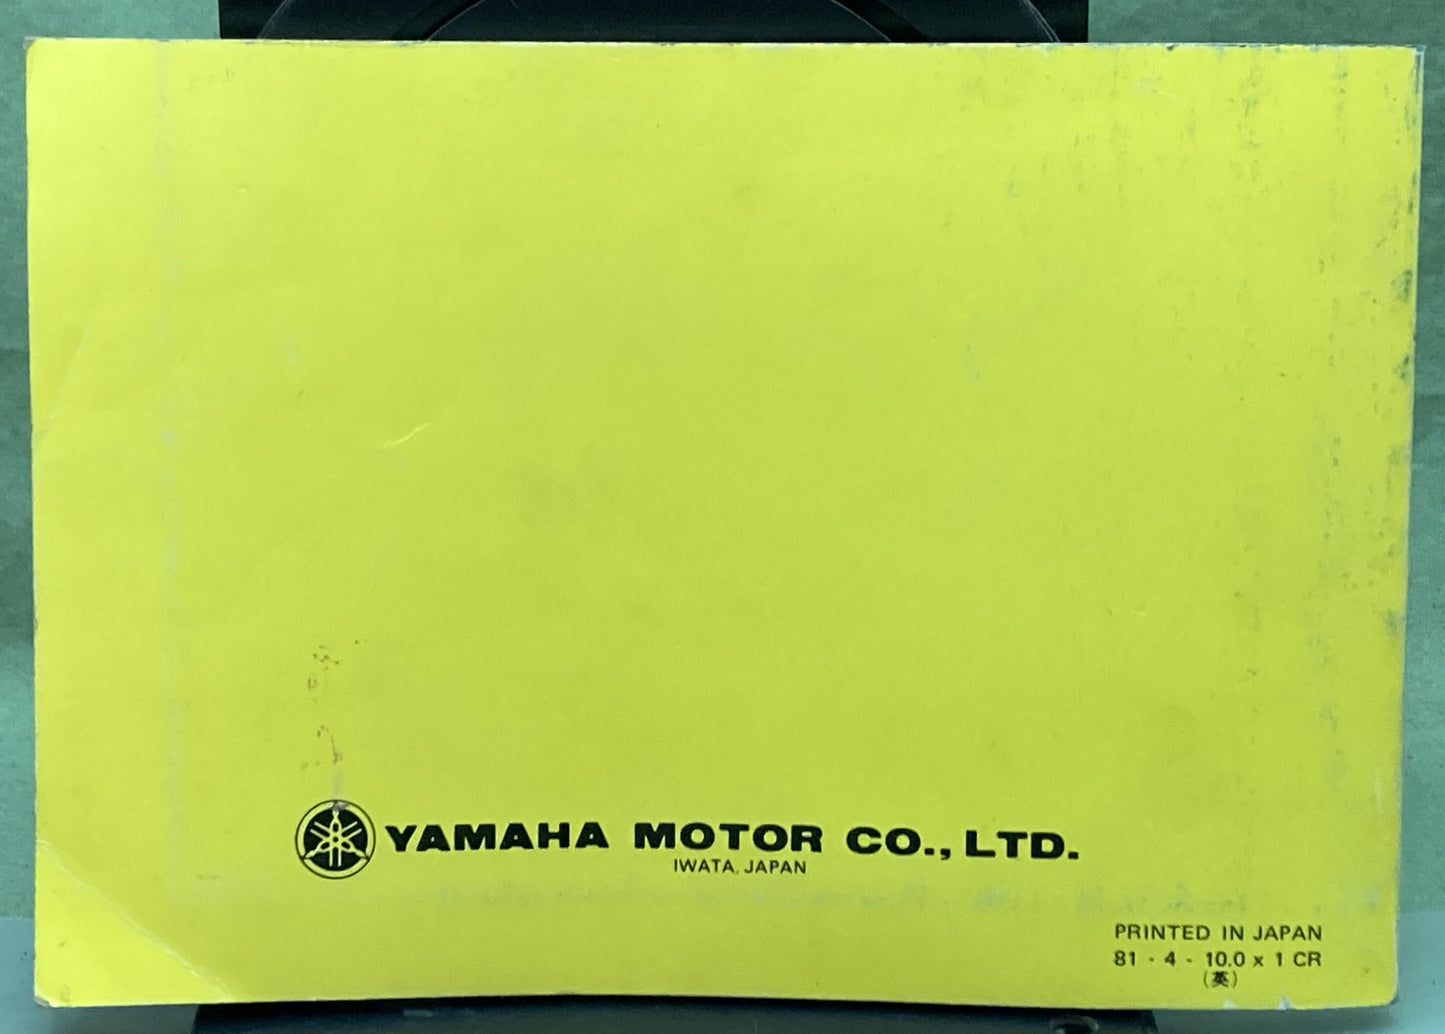 YAMAHA MOTOR CO., LTD.
IWATA, JAPAN
PRINTED IN JAPAN
81 - 4 - 10.0 x 1 CR
(英)